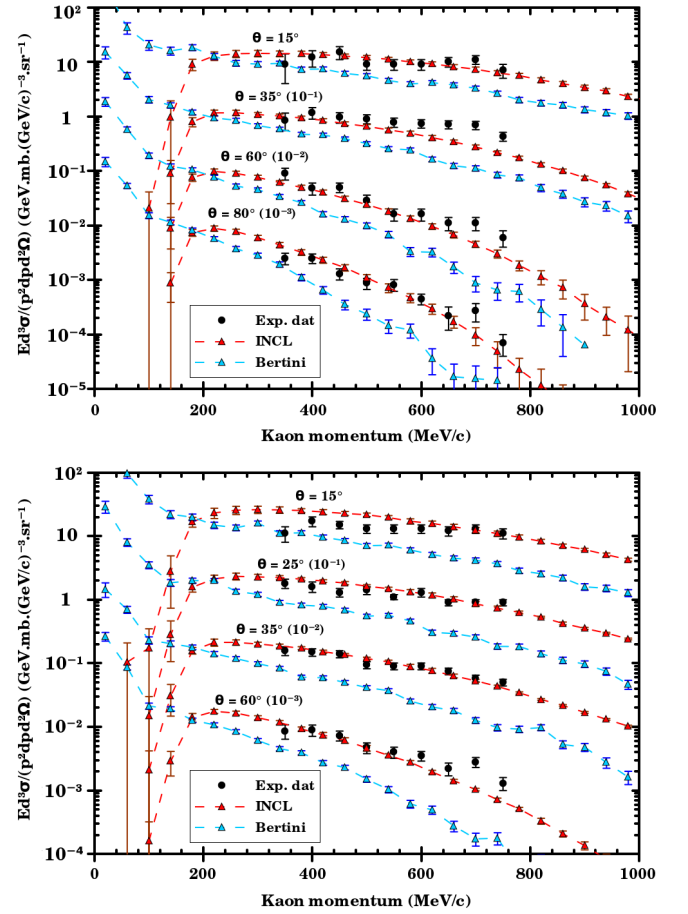 Ed³σ/(p²dpd²Ω) (GeV.mb.(GeV/c)⁻³.sr⁻¹)
10²
10
1
10⁻¹
10⁻²
10⁻³
10⁻⁴
10⁻⁵
θ = 15°
θ = 35° (10⁻¹)
θ = 60° (10⁻²)
θ = 80° (10⁻³)
Exp. dat
INCL
Bertini
0 200 400 600 800 1000
Kaon momentum (MeV/c)
Ed³σ/(p²dpd²Ω) (GeV.mb.(GeV/c)⁻³.sr⁻¹)
10²
10
1
10⁻¹
10⁻²
10⁻³
10⁻⁴
θ = 15°
θ = 25° (10⁻¹)
θ = 35° (10⁻²)
θ = 60° (10⁻³)
Exp. dat
INCL
Bertini
0 200 400 600 800 1000
Kaon momentum (MeV/c)